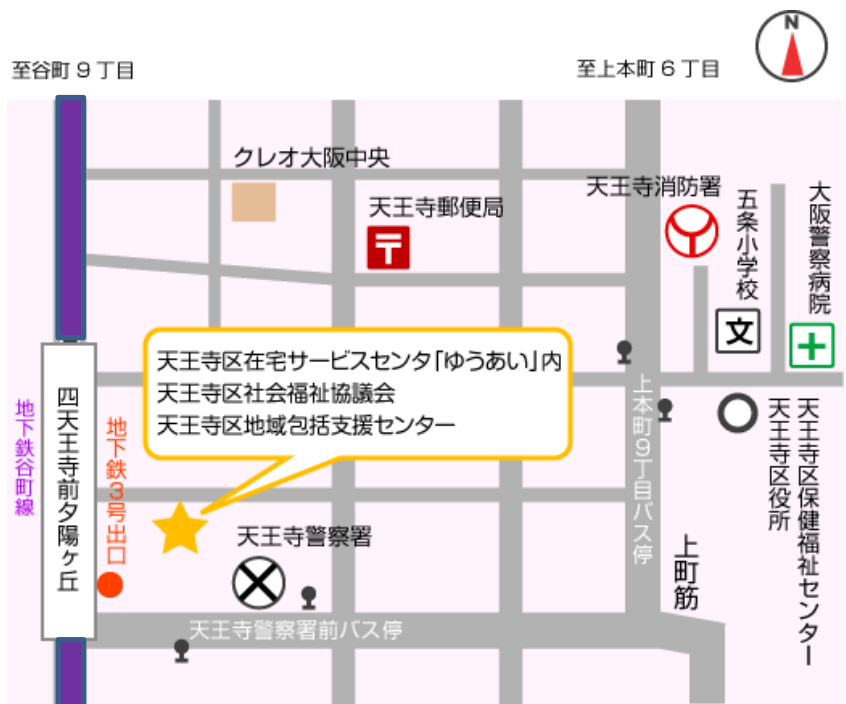 N
至谷町9丁目
至上本町6丁目
クレオ大阪中央
天王寺消防署
天王寺郵便局
〒
五条小学校
大阪警察病院
文
天王寺区在宅サービスセンタ「ゆうあい」内
天王寺区社会福祉協議会
天王寺区地域包括支援センター
地下鉄谷町線
四天王寺前夕陽ヶ丘
地下鉄3号出口
上本町9丁目バス停
天王寺区役所
天王寺区保健福祉センター
天王寺警察署
上町筋
天王寺警察署前バス停